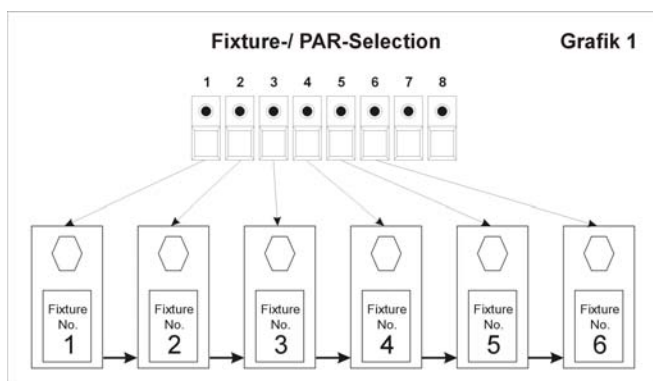 Fixture-/ PAR-Selection
Grafik 1
1 2 3 4 5 6 7 8
Fixture
No.
1
Fixture
No.
2
Fixture
No.
3
Fixture
No.
4
Fixture
No.
5
Fixture
No.
6